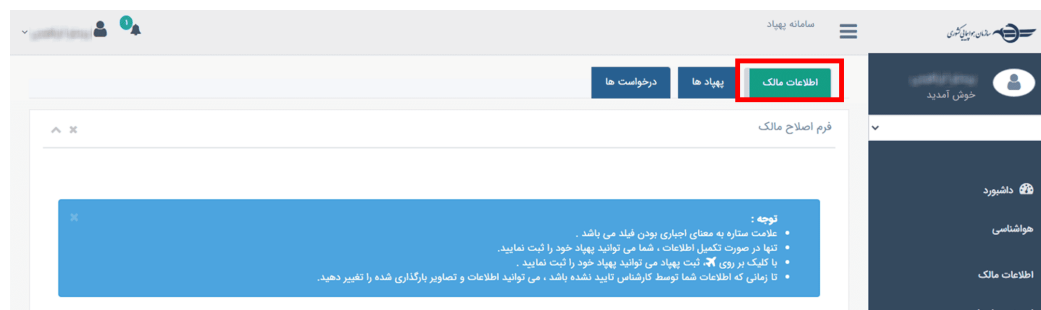 سازمان هواپیمایی کشوری
سامانه پهپاد
۱
خوش آمدید
اطلاعات مالک
پهپاد ها
درخواست ها
فرم اصلاح مالک
داشبورد
هواشناسی
اطلاعات مالک
توجه :
علامت ستاره به معنای اجباری بودن فیلد می باشد .
تنها در صورت تکمیل اطلاعات ، شما می توانید پهپاد خود را ثبت نمایید.
با کلیک بر روی ثبت پهپاد می توانید پهپاد خود را ثبت نمایید .
تا زمانی که اطلاعات شما توسط کارشناس تایید نشده باشد ، می توانید اطلاعات و تصاویر بارگذاری شده را تغییر دهید.